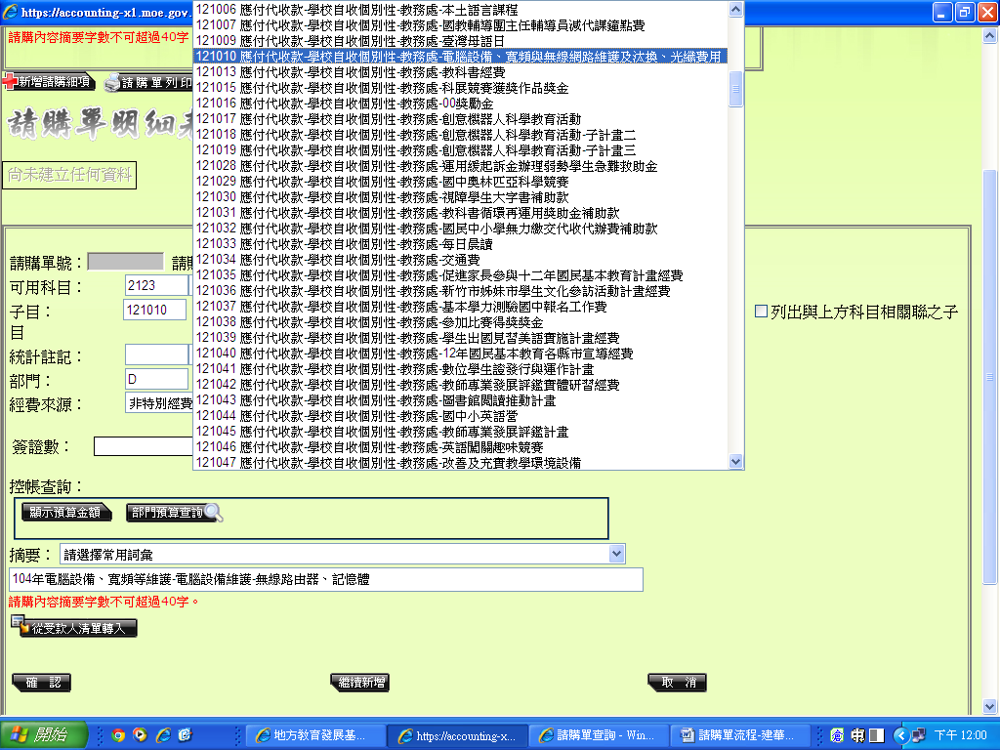 https://accounting-x1.moe.gov.
請購內容摘要字數不可超過40字
新增請購細項 請購單列印
請購單明細表
尚未建立任何資料
121006 應付代收款-學校自收個別性-教務處-本土語言課程
121007 應付代收款-學校自收個別性-教務處-國教輔導團主任輔導員減代課鐘點費
121009 應付代收款-學校自收個別性-教務處-臺灣母語日
121010 應付代收款-學校自收個別性-教務處-電腦設備、寬頻與無線網路維護及汰換、光纖費用
121013 應付代收款-學校自收個別性-教務處-教科書經費
121015 應付代收款-學校自收個別性-教務處-科展競賽獲獎作品獎金
121016 應付代收款-學校自收個別性-教務處-00獎勵金
121017 應付代收款-學校自收個別性-教務處-創意機器人科學教育活動
121018 應付代收款-學校自收個別性-教務處-創意機器人科學教育活動-子計畫二
121019 應付代收款-學校自收個別性-教務處-創意機器人科學教育活動-子計畫三
121028 應付代收款-學校自收個別性-教務處-運用緩起訴金辦理弱勢學生急難救助金
121029 應付代收款-學校自收個別性-教務處-國中奧林匹亞科學競賽
121030 應付代收款-學校自收個別性-教務處-視障學生大字書補助款
121031 應付代收款-學校自收個別性-教務處-教科書循環再運用獎助金補助款
121032 應付代收款-學校自收個別性-教務處-國民中小學無力繳交代收代辦費補助款
121033 應付代收款-學校自收個別性-教務處-每日晨讀
121034 應付代收款-學校自收個別性-教務處-交通費
121035 應付代收款-學校自收個別性-教務處-促進家長參與十二年國民基本教育計畫經費
121036 應付代收款-學校自收個別性-教務處-新竹市姊妹市學生文化參訪活動計畫經費
121037 應付代收款-學校自收個別性-教務處-基本學力測驗國中報名工作費
121038 應付代收款-學校自收個別性-教務處-參加比賽得獎獎金
121039 應付代收款-學校自收個別性-教務處-學生出國見習美語實施計畫經費
121040 應付代收款-學校自收個別性-教務處-12年國民基本教育各縣市宣導經費
121041 應付代收款-學校自收個別性-教務處-數位學生證發行與運作計畫
121042 應付代收款-學校自收個別性-教務處-教師專業發展評鑑實體研習經費
121043 應付代收款-學校自收個別性-教務處-圖書館閱讀推動計畫
121044 應付代收款-學校自收個別性-教務處-國中小英語營
121045 應付代收款-學校自收個別性-教務處-教師專業發展評鑑計畫
121046 應付代收款-學校自收個別性-教務處-英語闖關趣味競賽
121047 應付代收款-學校自收個別性-教務處-改善及充實教學環境設備
請購單號： 請購
可用科目： 2123
子目： 121010 列出與上方科目相關聯之子
目
統計註記：
部門： D
經費來源： 非特別經費
簽證數：
控帳查詢：
顯示預算金額 部門預算查詢
摘要： 請選擇常用詞彙
104年電腦設備、寬頻等維護-電腦設備維護-無線路由器、記憶體
請購內容摘要字數不可超過40字。
從受款人清單轉入
確 認 繼續新增 取 消
開始 地方教育發展基... https://accounting-x... 請購單查詢 - Win... 請購單流程-建華... 下午 12:00